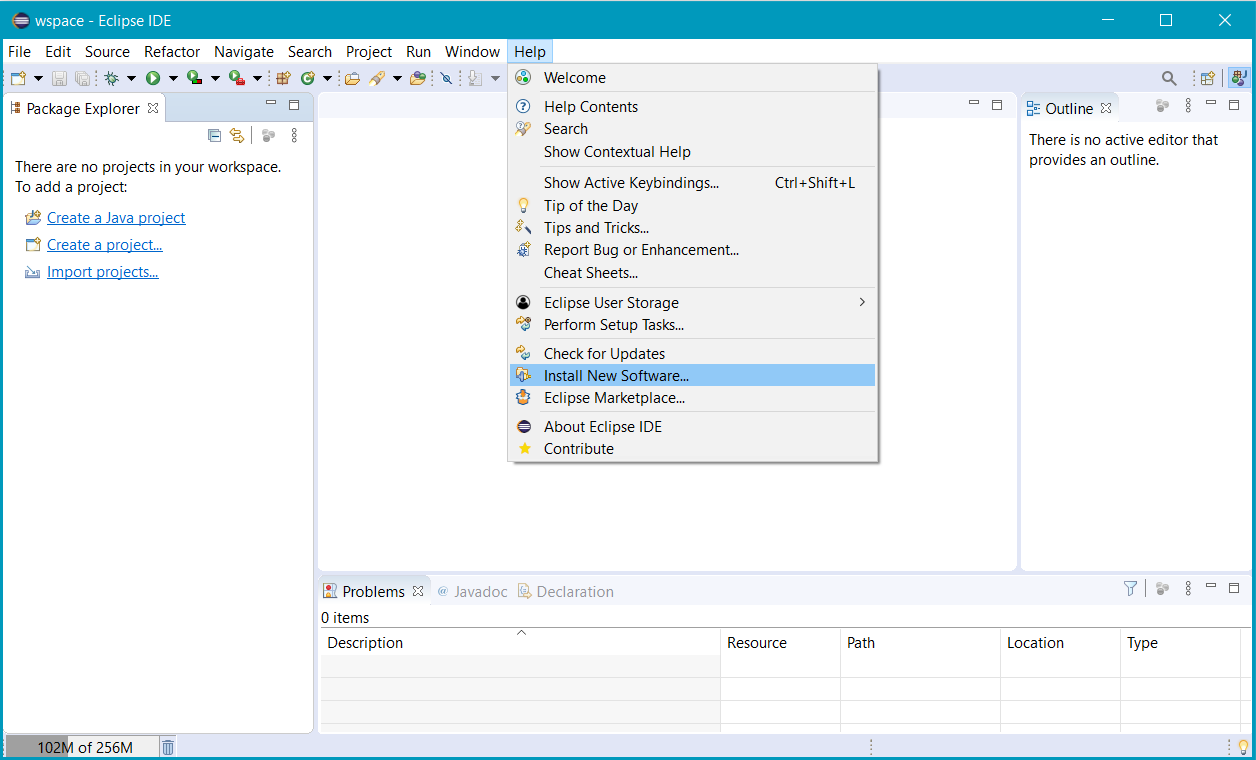 wspace - Eclipse IDE
File Edit Source Refactor Navigate Search Project Run Window Help
Package Explorer
There are no projects in your workspace.
To add a project:
Create a Java project
Create a project...
Import projects...
Welcome
Help Contents
Search
Show Contextual Help
Show Active Keybindings... Ctrl+Shift+L
Tip of the Day
Tips and Tricks...
Report Bug or Enhancement...
Cheat Sheets...
Eclipse User Storage
Perform Setup Tasks...
Check for Updates
Install New Software...
Eclipse Marketplace...
About Eclipse IDE
Contribute
Outline
There is no active editor that
provides an outline.
Problems @ Javadoc Declaration
0 items
Description Resource Path Location Type
102M of 256M